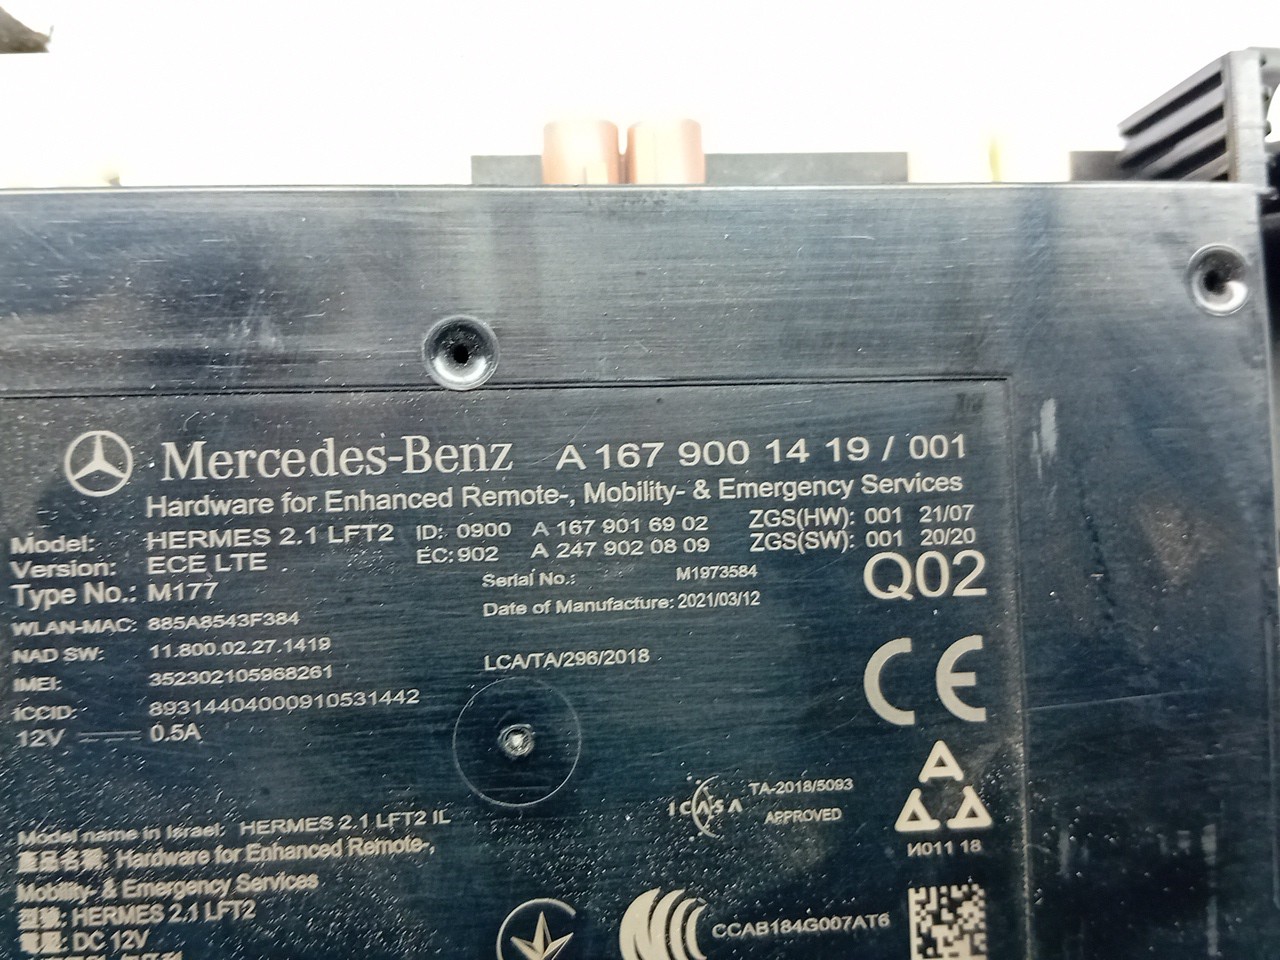 Mercedes-Benz A 167 900 14 19 / 001
Hardware for Enhanced Remote-, Mobility- & Emergency Services
Model: HERMES 2.1 LFT2 ID: 0900 A 167 901 69 02 ZGS(HW): 001 21/07
Version: ECE LTE EC: 902 A 247 902 08 09 ZGS(SW): 001 20/20
Type No.: M177 Serial No.: M1973584 Q02
WLAN-MAC: 885A8543F384 Date of Manufacture: 2021/03/12
NAD SW: 11.800.02.27.1419
IMEI: 352302105968261 LCA/TA/296/2018
ICCID: 89314404000910531442 CE
12V 0.5A
ICASA TA-2018/5093
APPROVED
И011 18
Model name in Israel: HERMES 2.1 LFT2 IL
產品名稱: Hardware for Enhanced Remote-,
Mobility- & Emergency Services
型號: HERMES 2.1 LFT2
CCAB184G007AT6
電壓: DC 12V